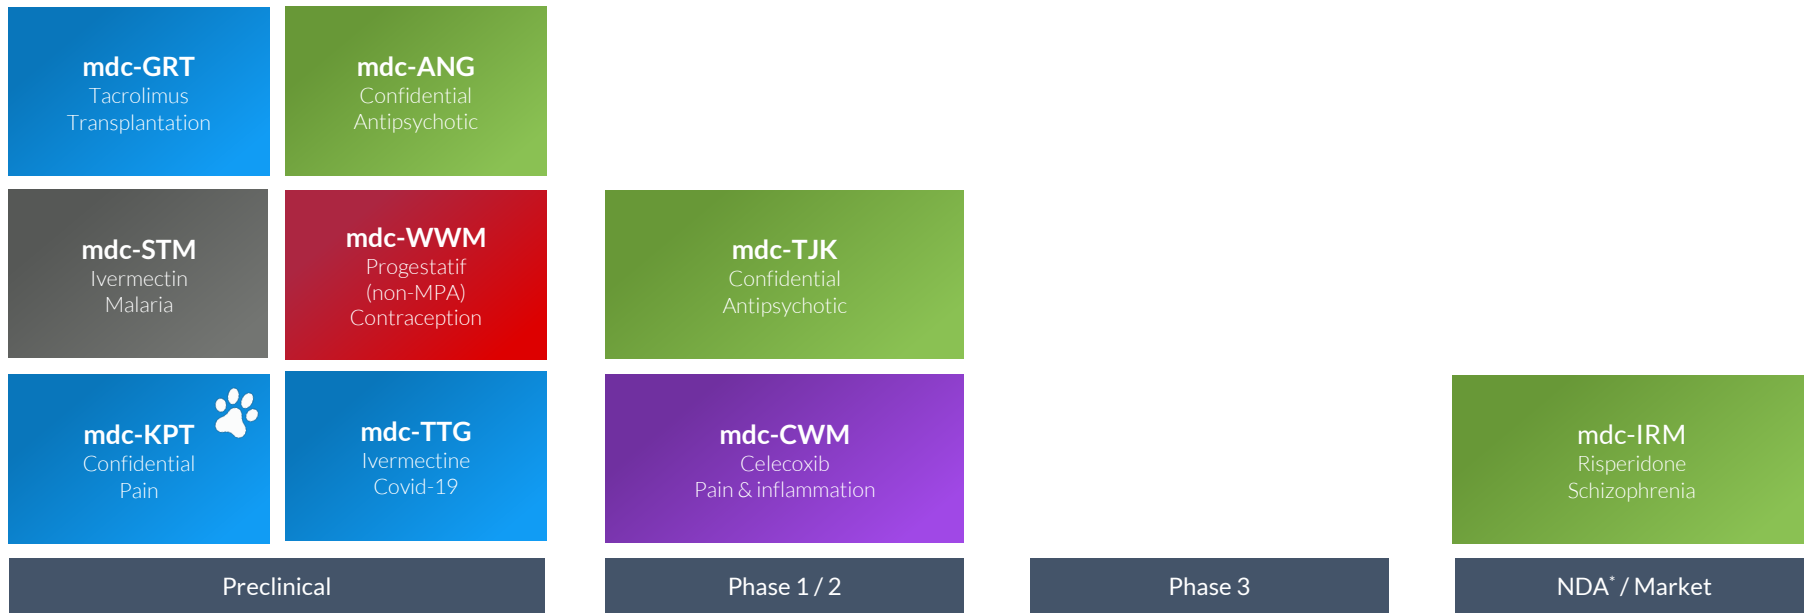 mdc-GRT
Tacrolimus
Transplantation
mdc-ANG
Confidential
Antipsychotic
mdc-STM
Ivermectin
Malaria
mdc-WWM
Progestatif
(non-MPA)
Contraception
mdc-TJK
Confidential
Antipsychotic
mdc-KPT
Confidential
Pain
mdc-TTG
Ivermectine
Covid-19
mdc-CWM
Celecoxib
Pain & inflammation
mdc-IRM
Risperidone
Schizophrenia
Preclinical
Phase 1 / 2
Phase 3
NDA* / Market